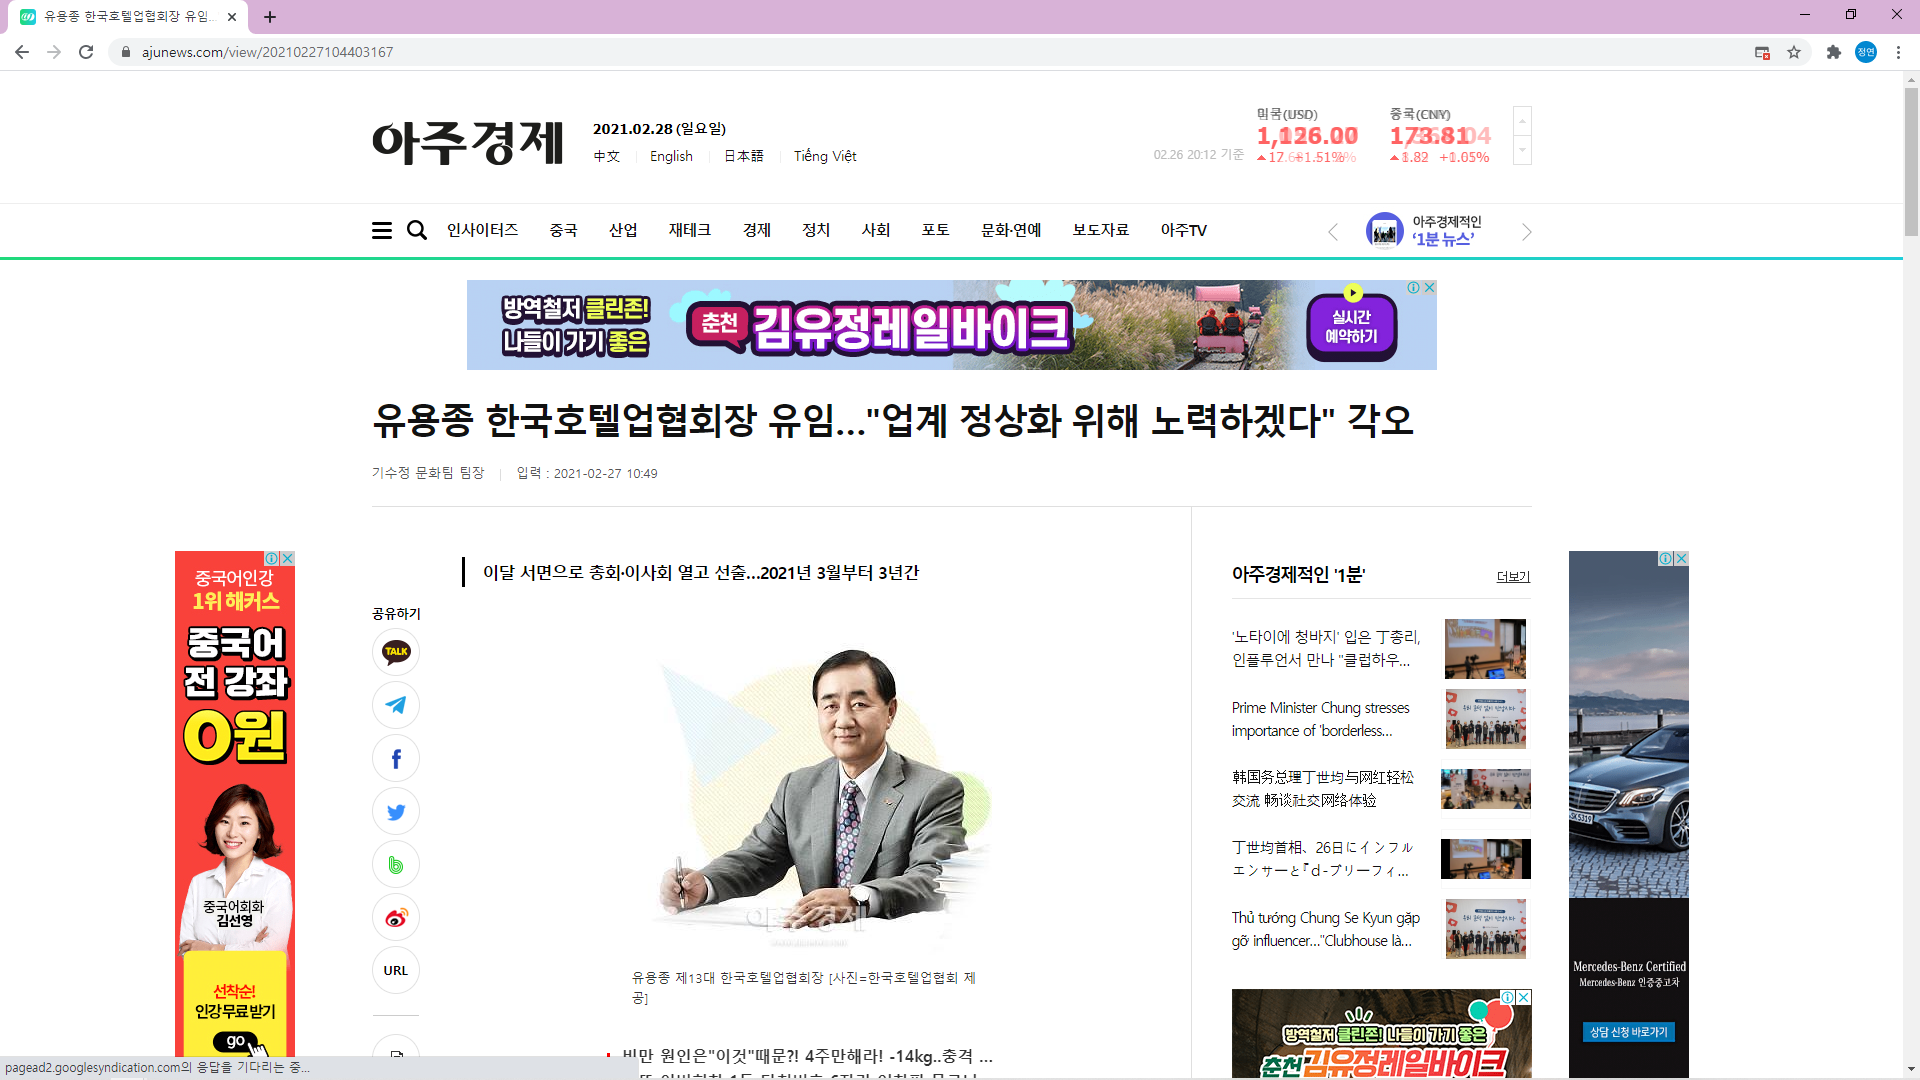 유용종 한국호텔업협회장 유임...
ajunews.com/view/20210227104403167
정연
아주경제
2021.02.28 (일요일)
中文
English
日本語
Tiếng Việt
02.26 20:12 기준
(USD)
(CNY)
인사이터즈
중국
산업
재테크
경제
정치
사회
포토
문화·연예
보도자료
아주TV
아주경제적인
'1분 뉴스'
방역철저 클린존!
나들이 가기 좋은
춘천
김유정레일바이크
실시간
예약하기
유용종 한국호텔업협회장 유임..."업계 정상화 위해 노력하겠다" 각오
기수정 문화팀 팀장
입력 : 2021-02-27 10:49
중국어인강
1위 해커스
중국어
전 강좌
0원
중국어회화
김선영
선착순!
인강무료받기
go
이달 서면으로 총회·이사회 열고 선출...2021년 3월부터 3년간
공유하기
TALK
URL
아주경제
www.ajunews.com
유용종 제13대 한국호텔업협회장 [사진=한국호텔업협회 제
공]
비만 원인은"이것"때문?! 4주만해라! -14kg..충격 ...
아주경제적인 '1분'
더보기
'노타이에 청바지' 입은 丁총리,
인플루언서 만나 "클럽하우...
Prime Minister Chung stresses
importance of 'borderless...
韩国务总理丁世均与网红轻松
交流 畅谈社交网络体验
丁世均首相、26日にインフル
エンサーと『ｄ-ブリーフィ...
Thủ tướng Chung Se Kyun gặp
gỡ influencer..."Clubhouse là...
방역철저 클린존! 나들이 가기 좋은
춘천 김유정레일바이크
SK5319
Mercedes-Benz Certified
Mercedes-Benz 인증중고차
상담 신청 바로가기
pagead2.googlesyndication.com의 응답을 기다리는 중...